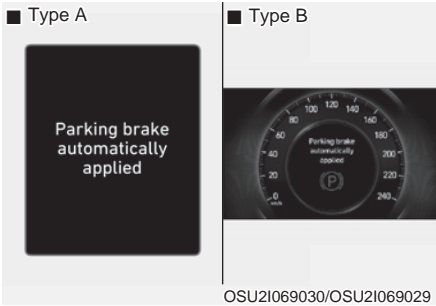 ■ Type A
Parking brake
automatically
applied
■ Type B
0
20
40
60
80
100
120
140
160
180
200
220
240
km/h
Parking brake
automatically
applied
P
OSU2I069030/OSU2I069029